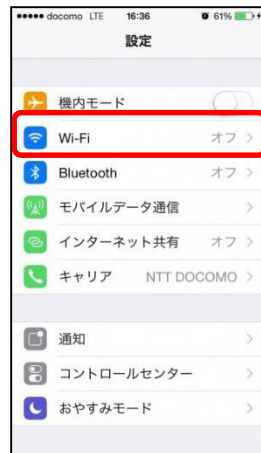 docomo LTE 16:36 61%
設定
機内モード
Wi-Fi オフ
Bluetooth オフ
モバイルデータ通信
インターネット共有 オフ
キャリア NTT DOCOMO
通知
コントロールセンター
おやすみモード